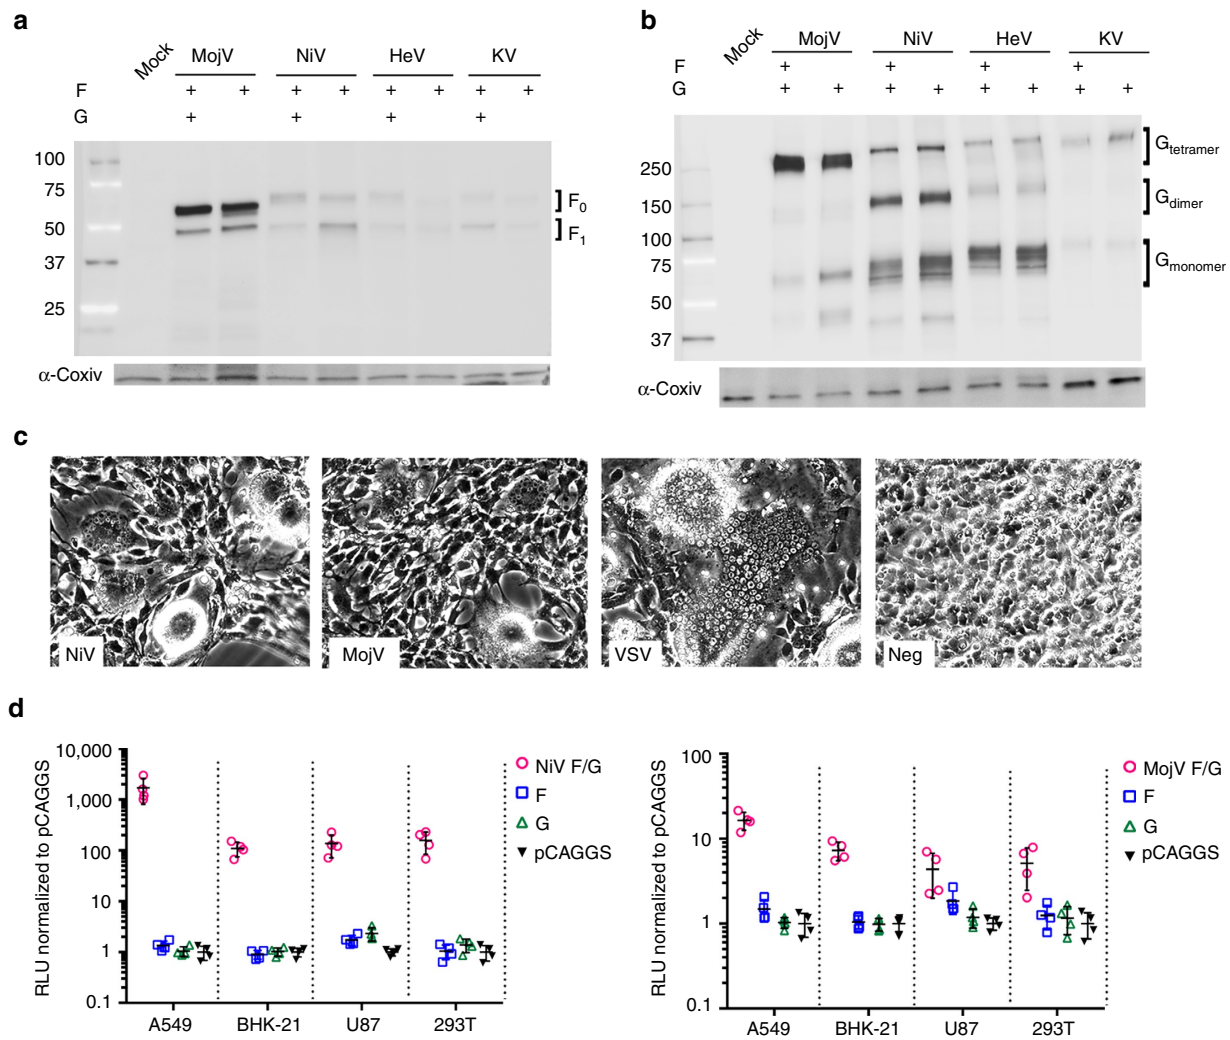 a
Mock MojV NiV HeV KV
F + + + + + + + +
G + + + +
100
75
50
37
25
F0
F1
α-Coxiv
b
Mock MojV NiV HeV KV
F + + + +
G + + + + + + + +
250
150
100
75
50
37
Gtetramer
Gdimer
Gmonomer
α-Coxiv
c
NiV MojV VSV Neg
d
RLU normalized to pCAGGS
10,000
1,000
100
10
1
0.1
A549 BHK-21 U87 293T
NiV F/G
F
G
pCAGGS
RLU normalized to pCAGGS
100
10
1
0.1
A549 BHK-21 U87 293T
MojV F/G
F
G
pCAGGS